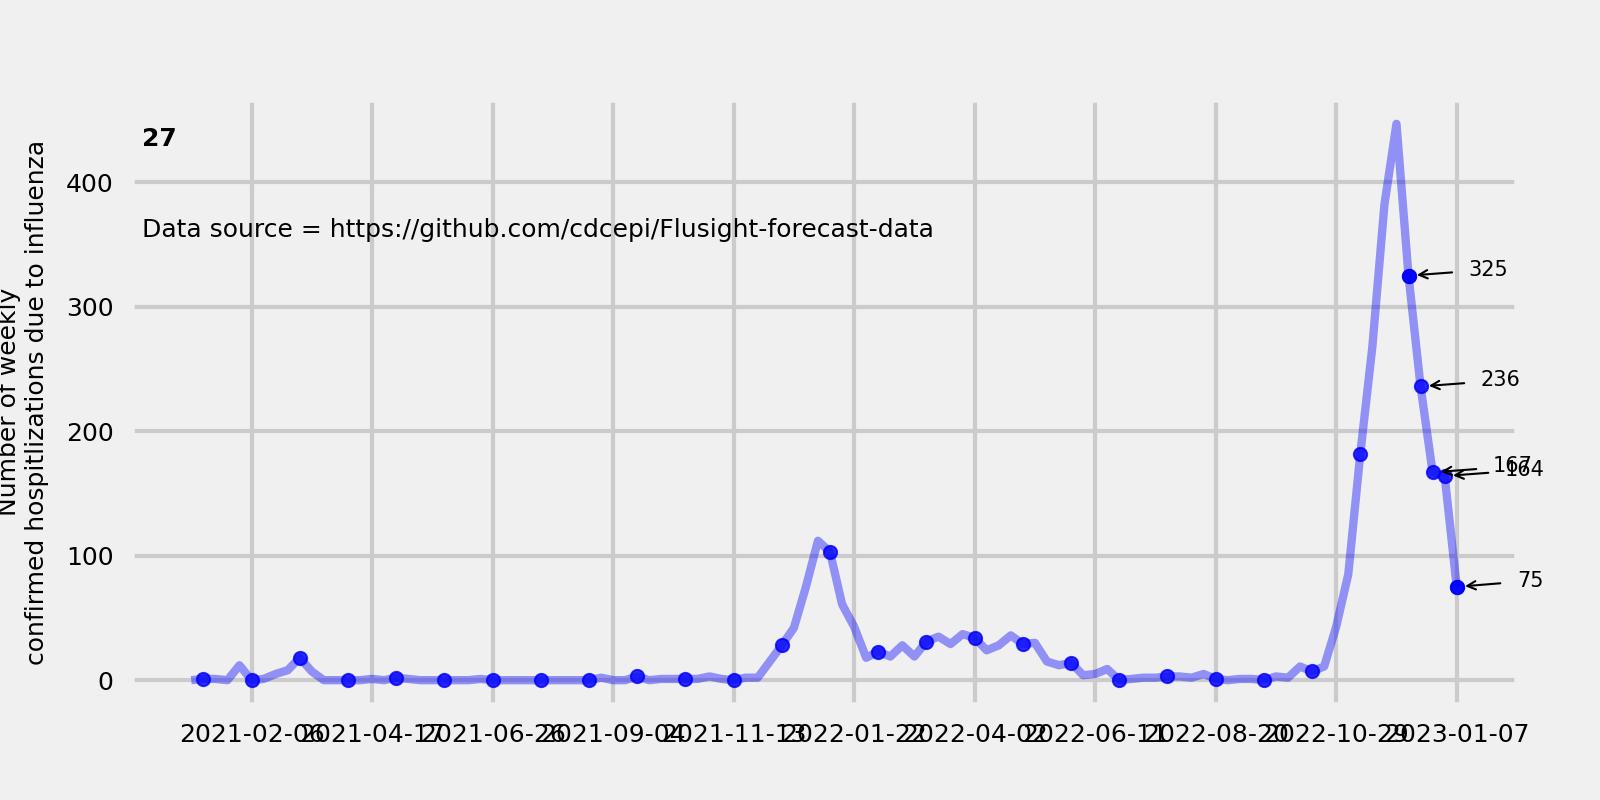 27
Data source = https://github.com/cdcepi/Flusight-forecast-data
Number of weekly
confirmed hospitlizations due to influenza
400
300
200
100
0
325
236
167
164
75
2021-02-06 2021-04-17 2021-06-26 2021-09-04 2021-11-13 2022-01-22 2022-04-02 2022-06-11 2022-08-20 2022-10-29 2023-01-07